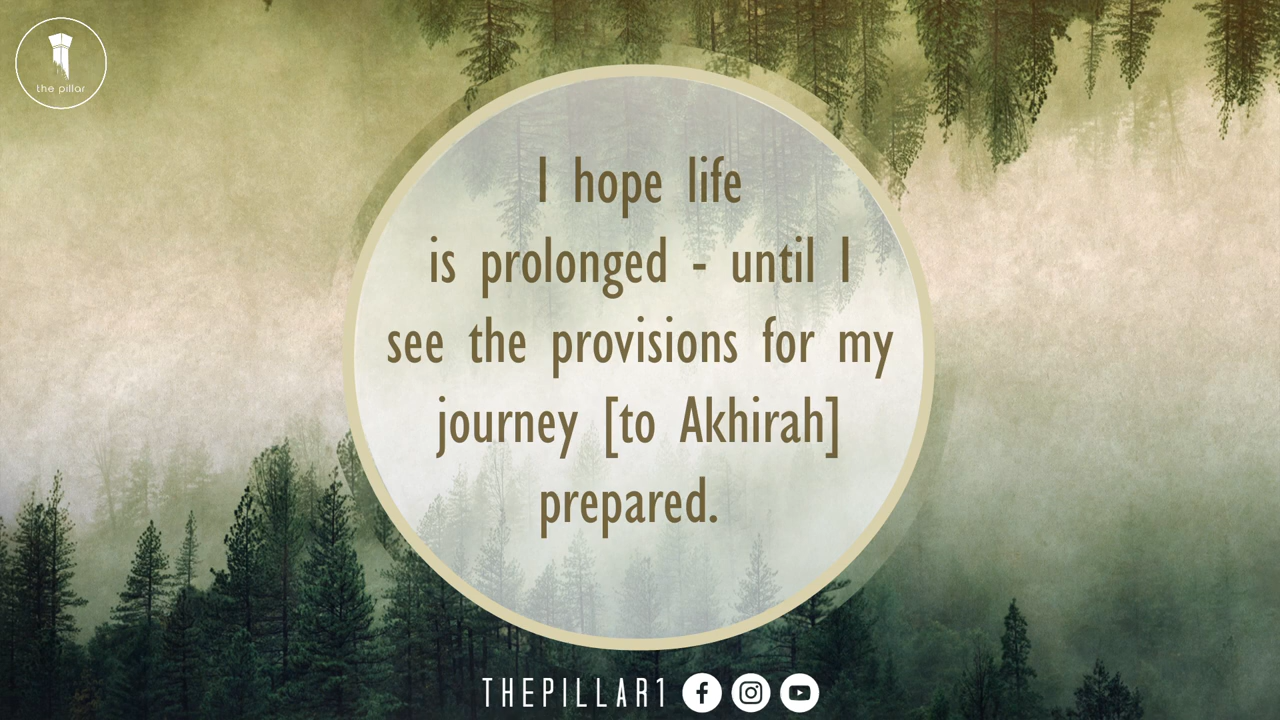 the pillar
I hope life
is prolonged - until I
see the provisions for my
journey [to Akhirah]
prepared.
THEPILLAR1